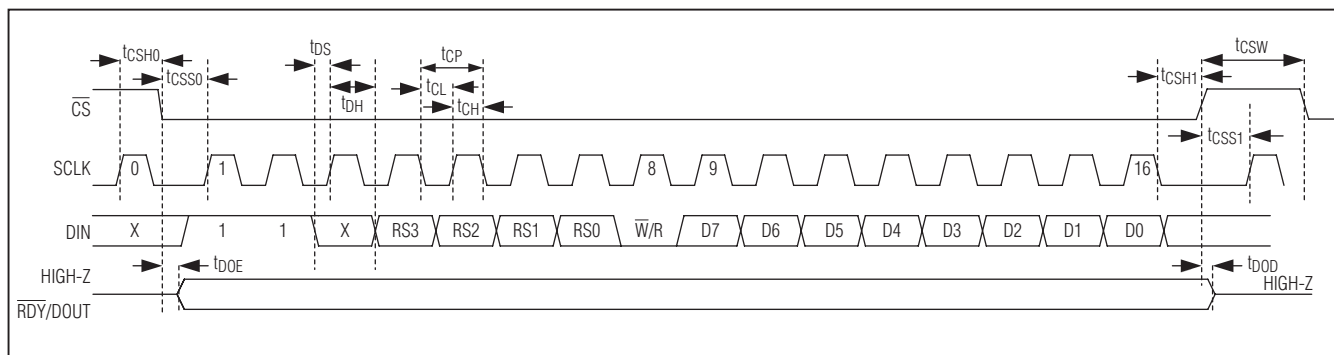 tCSH0 tDS tCP tCSW
tCSS0 tCL tCSH1
tDH tCH
CS tCSS1
SCLK 0 1 8 9 16
DIN X 1 1 X RS3 RS2 RS1 RS0 W/R D7 D6 D5 D4 D3 D2 D1 D0
HIGH-Z tDOE tDOD HIGH-Z
RDY/DOUT